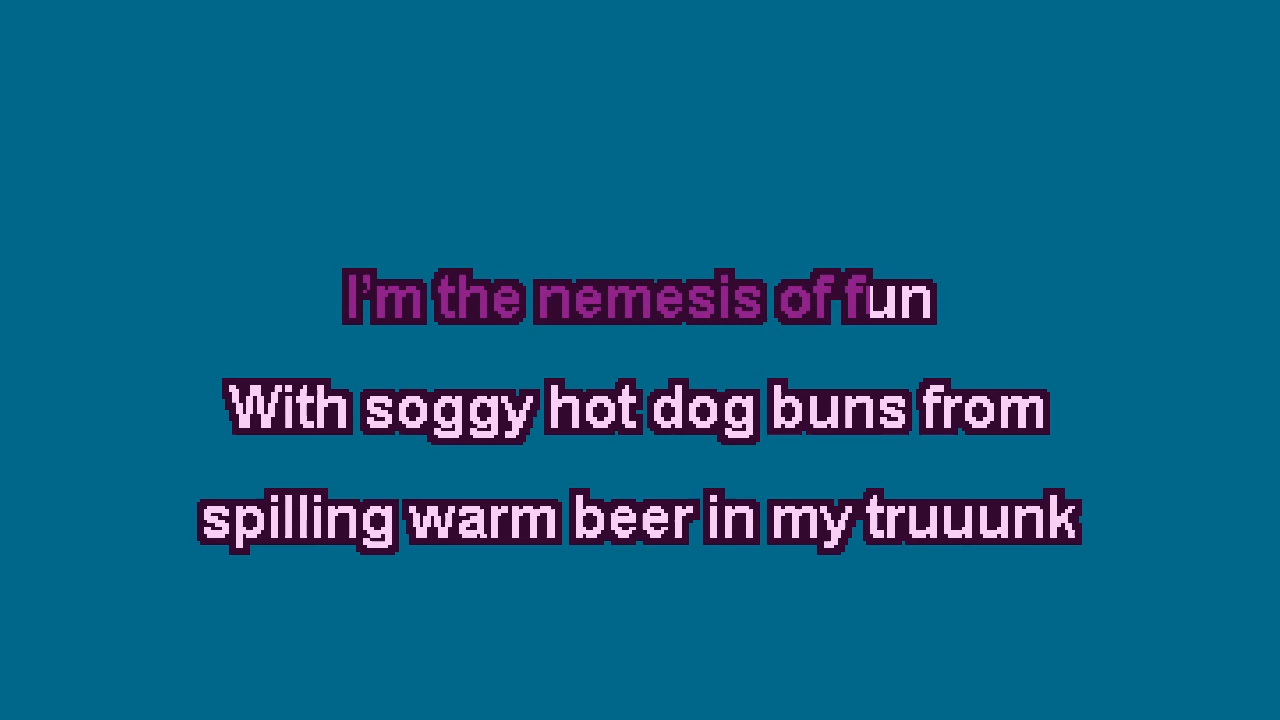 I'm the nemesis of fun
With soggy hot dog buns from
spilling warm beer in my truuunk